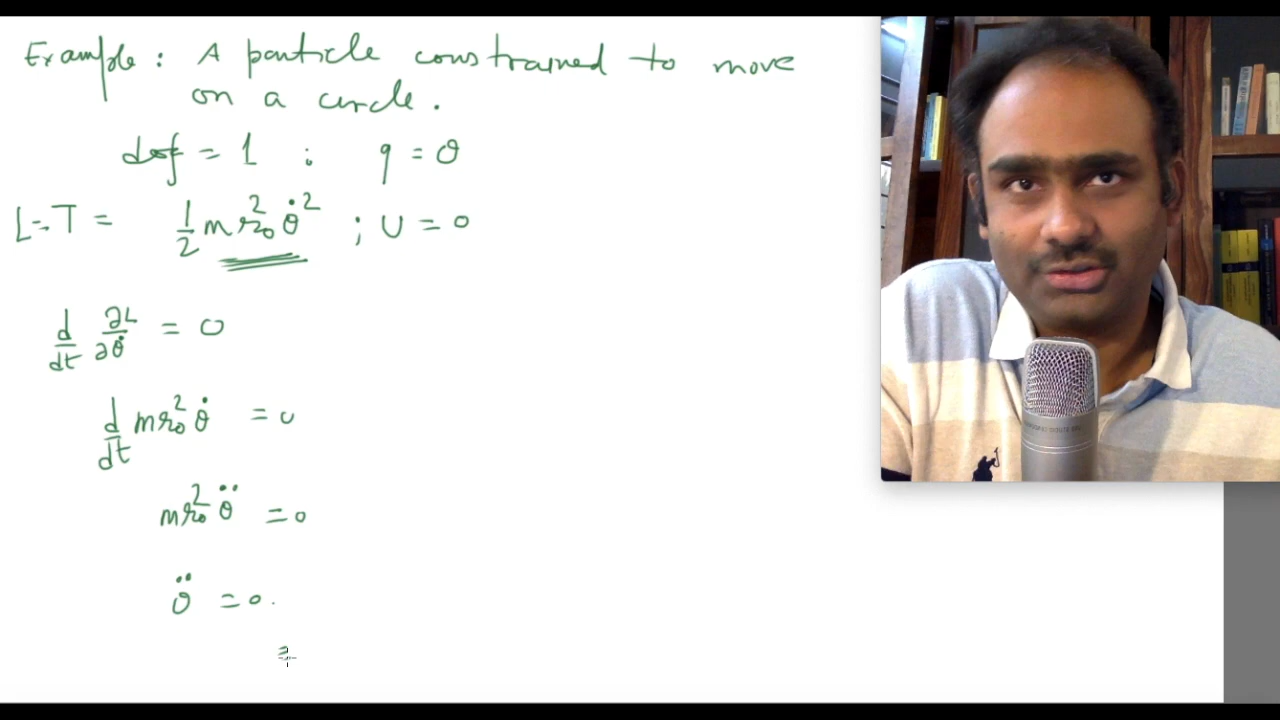 Example : A particle constrained to move
on a circle.
dof = 1 ; q = θ
L = T = 1/2 m r₀² θ̇² ; U = 0
d/dt ∂L/∂θ̇ = 0
d/dt m r₀² θ̇ = 0
m r₀² θ̈ = 0
θ̈ = 0.
=